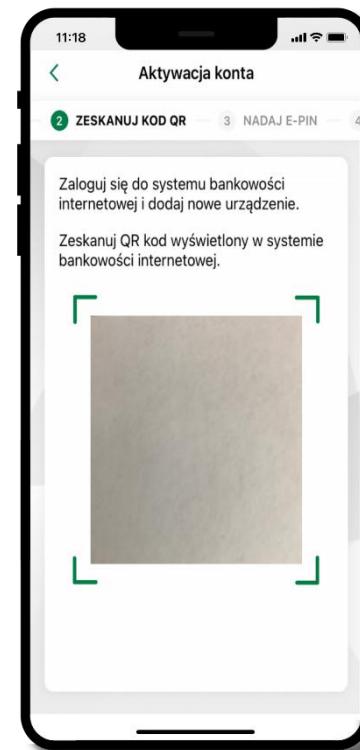 11:18
Aktywacja konta
2 ZESKANUJ KOD QR 3 NADAJ E-PIN 4
Zaloguj się do systemu bankowości
internetowej i dodaj nowe urządzenie.
Zeskanuj QR kod wyświetlony w systemie
bankowości internetowej.